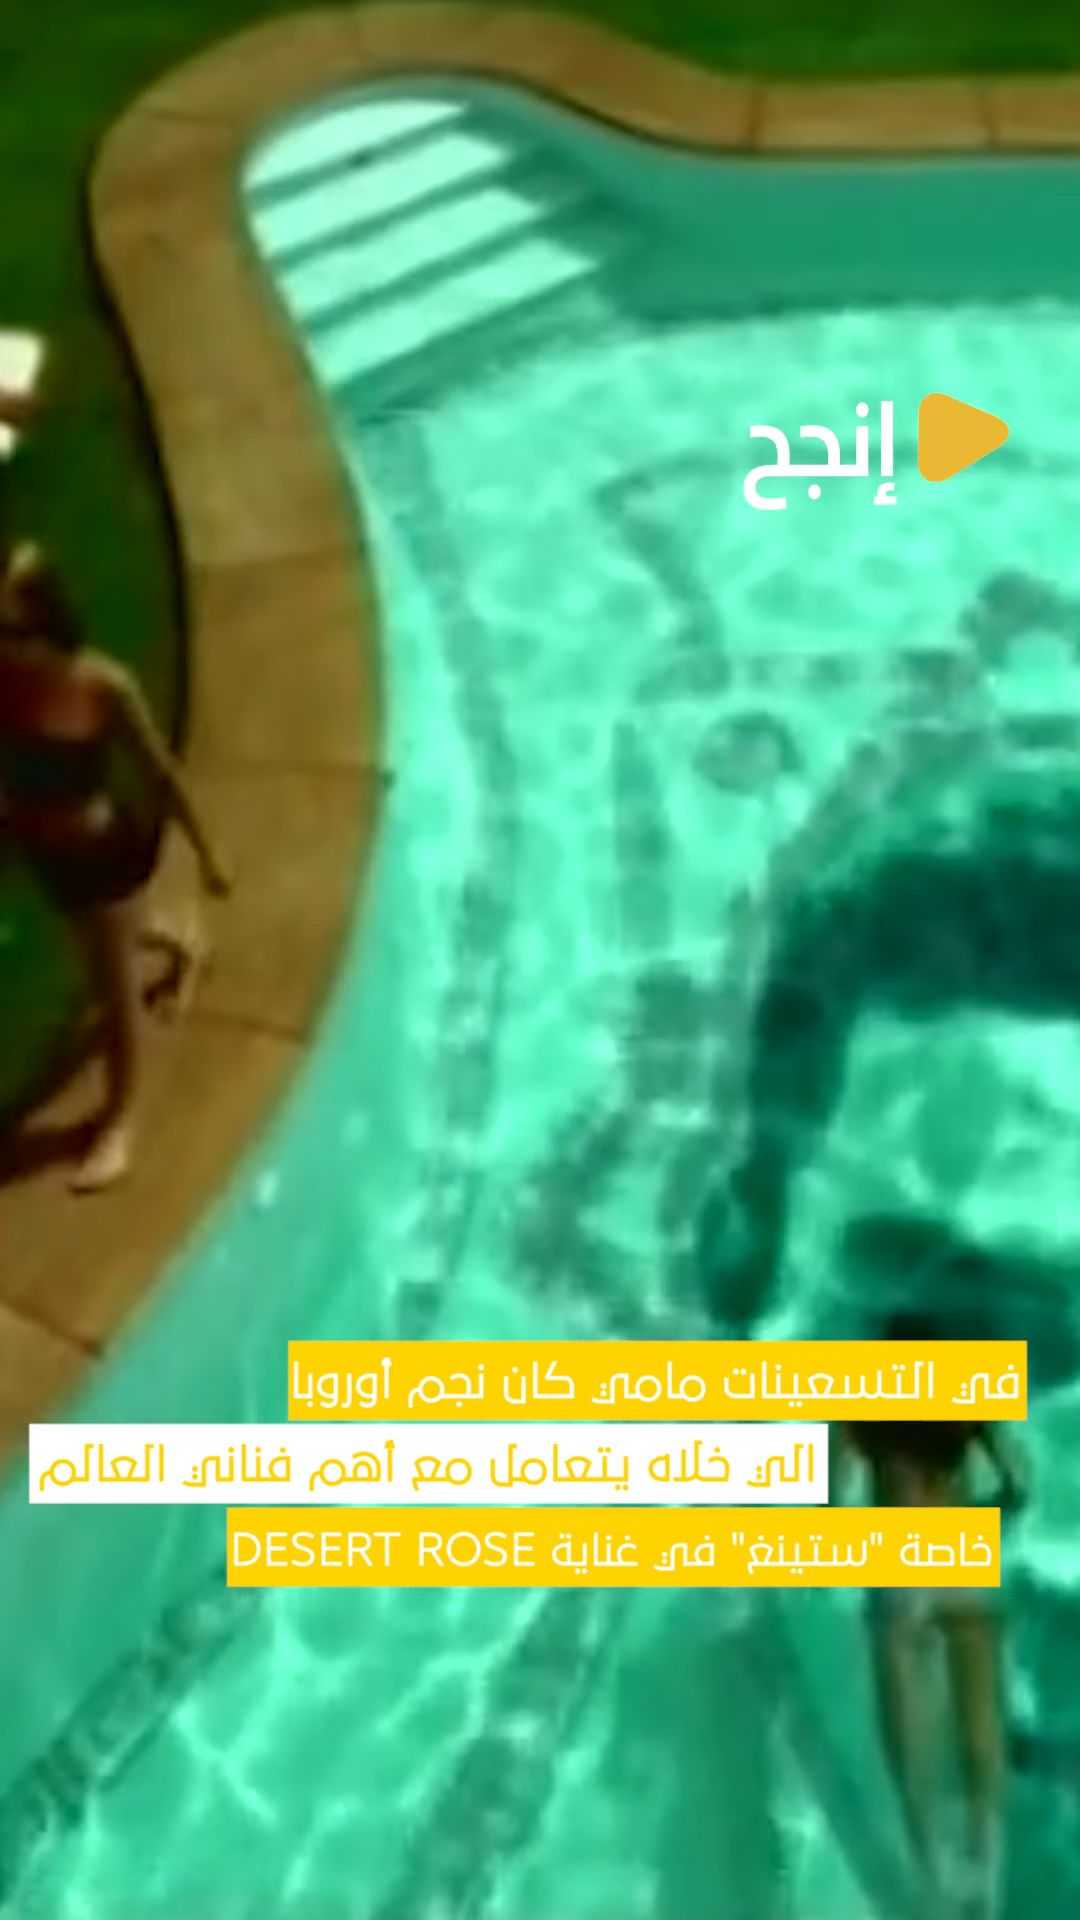 إنجح
في التسعينات مامي كان نجم أوروبا
الي خلاه يتعامل مع أهم فناني العالم
خاصة "ستينغ" في غناية DESERT ROSE